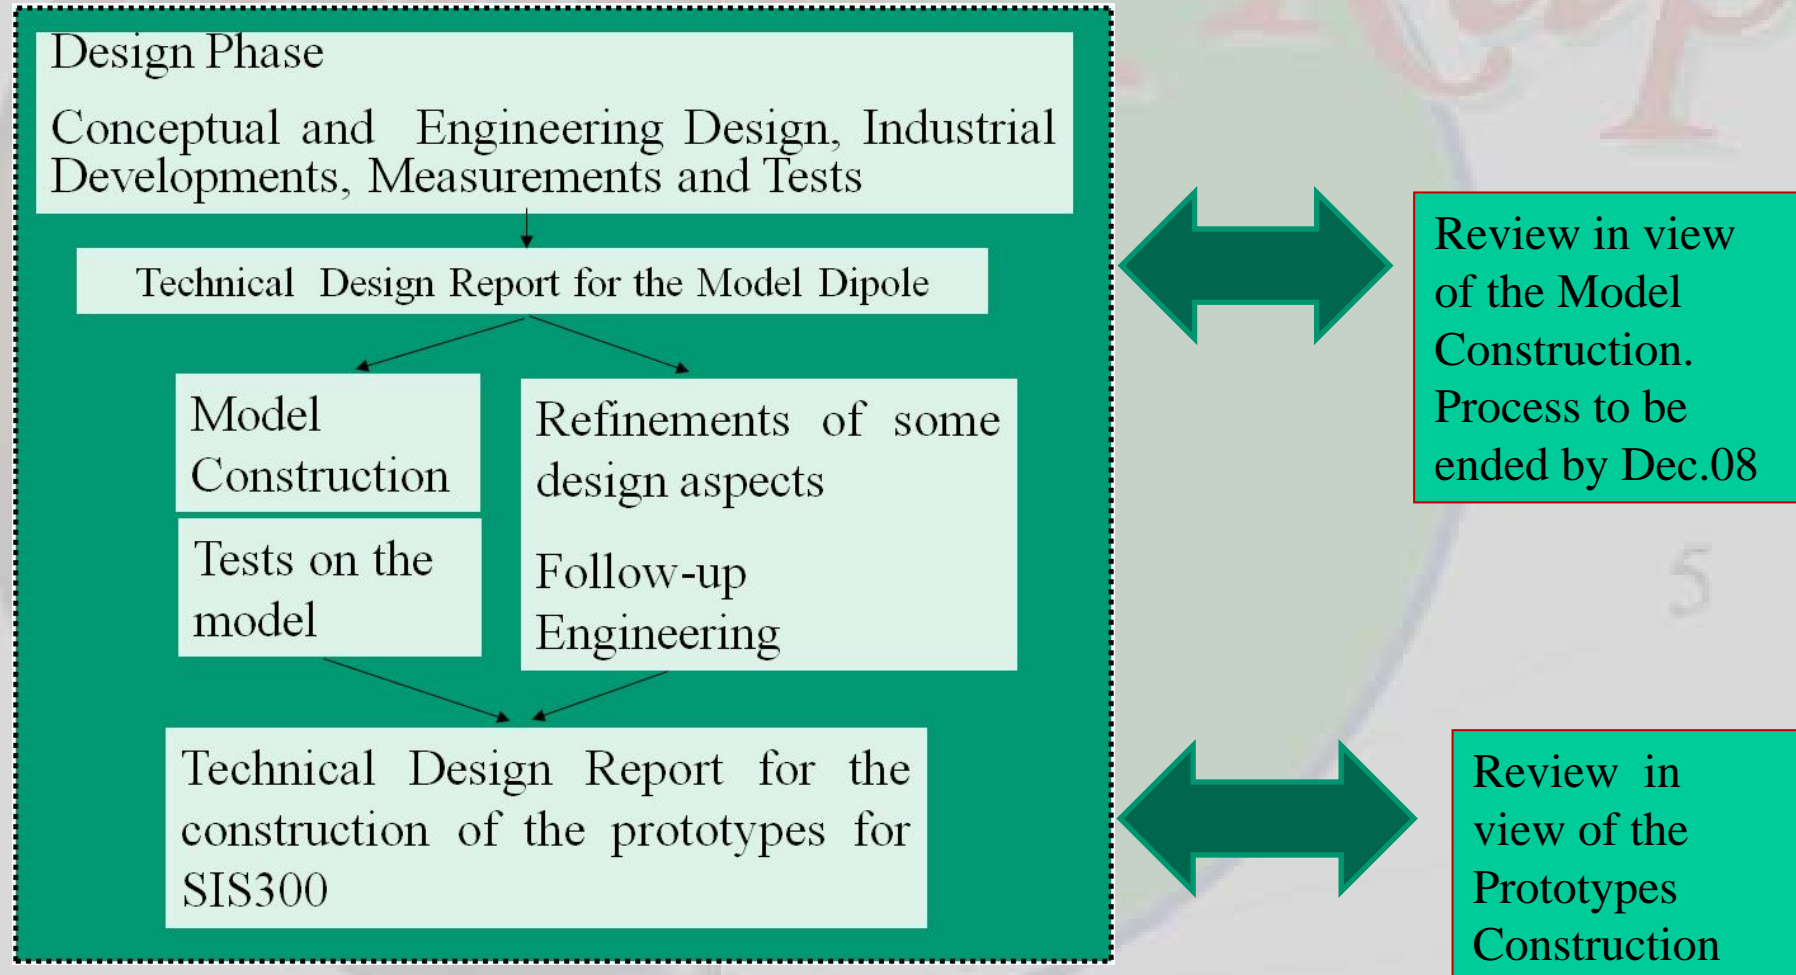 Design Phase
Conceptual and Engineering Design, Industrial
Developments, Measurements and Tests
Technical Design Report for the Model Dipole
Model
Construction
Tests on the
model
Refinements of some
design aspects
Follow-up
Engineering
Technical Design Report for the
construction of the prototypes for
SIS300
Review in view
of the Model
Construction.
Process to be
ended by Dec.08
5
Review in
view of the
Prototypes
Construction